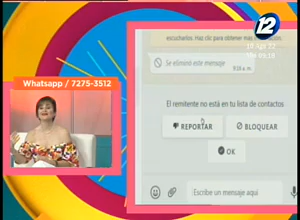 12
Whatsapp / 7275-3512
escucharlos. Haz clic para obtener más
Se eliminó este mensaje
El remitente no está en tu lista de contactos
REPORTAR
BLOQUEAR
OK
Escribe un mensaje aquí